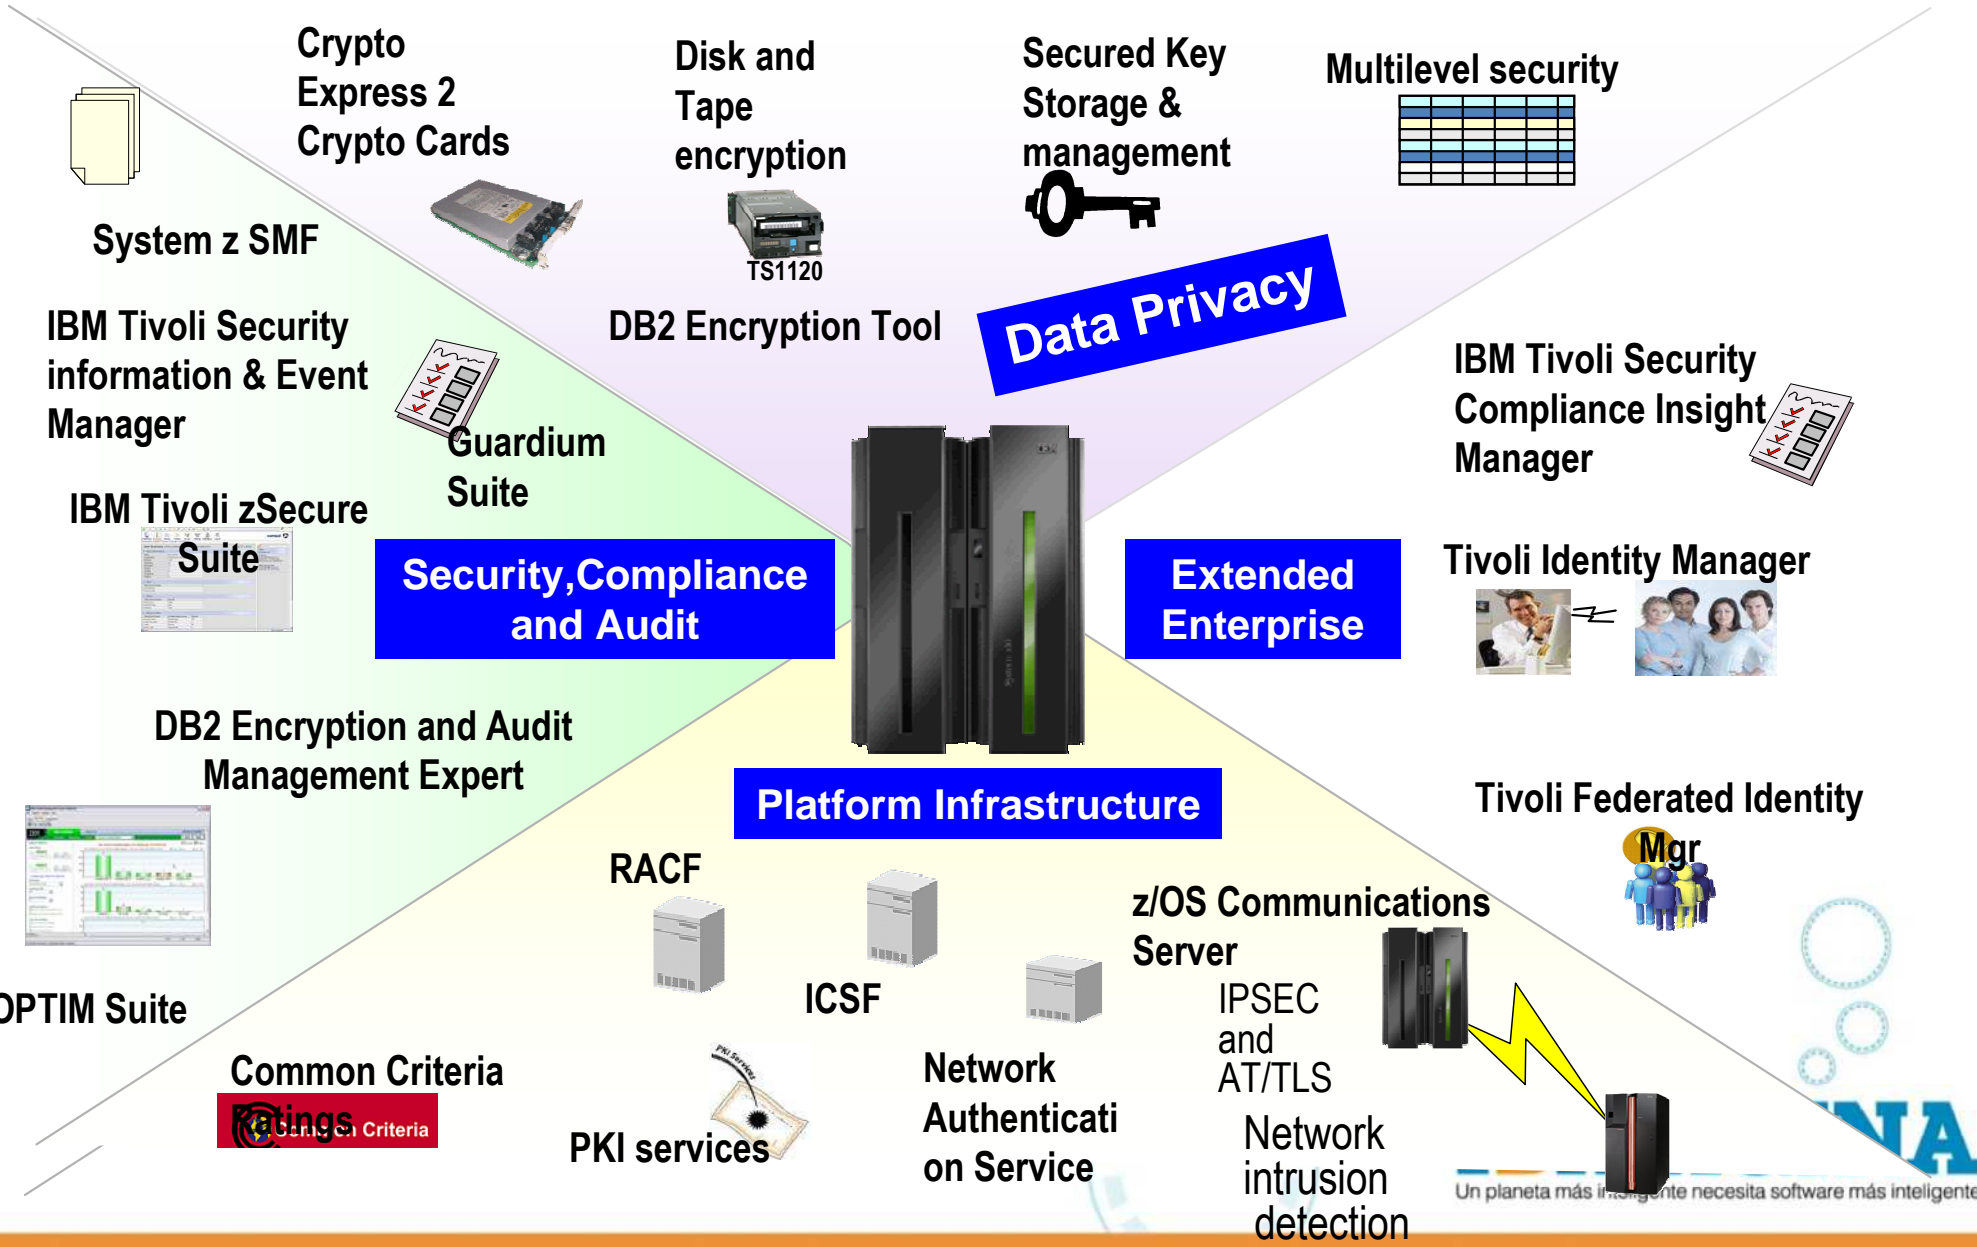 Crypto
Express 2
Crypto Cards
Disk and
Tape
encryption
TS1120
Secured Key
Storage &
management
Multilevel security
System z SMF
DB2 Encryption Tool
Data Privacy
IBM Tivoli Security
information & Event
Manager
Guardium
Suite
IBM Tivoli zSecure
Suite
Security,Compliance
and Audit
Extended
Enterprise
IBM Tivoli Security
Compliance Insight
Manager
Tivoli Identity Manager
DB2 Encryption and Audit
Management Expert
Platform Infrastructure
Tivoli Federated Identity
Mgr
OPTIM Suite
RACF
ICSF
z/OS Communications
Server
IPSEC
and
AT/TLS
Network
intrusion
detection
Common Criteria
Ratings
Common Criteria
PKI Services
PKI services
Network
Authenticati
on Service
NA
Un planeta más inteligente necesita software más inteligente